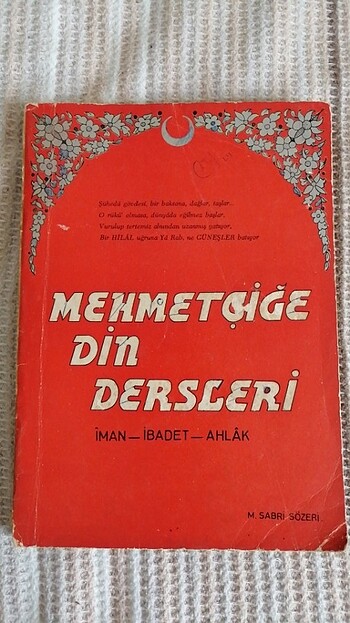 Şühedâ gövdesi, bir baksana, dağlar, taşlar..
O rükû olmasa, dünyâda eğilmez başlar,
Vurulup tertemiz alnından uzanmış yatıyor,
Bir HİLÂL uğruna Yâ Rab, ne GÜNEŞLER batıyor
MEHMETÇİĞE
DİN
DERSLERİ
İMAN — İBADET — AHLÂK
M. SABRİ SÖZERİ